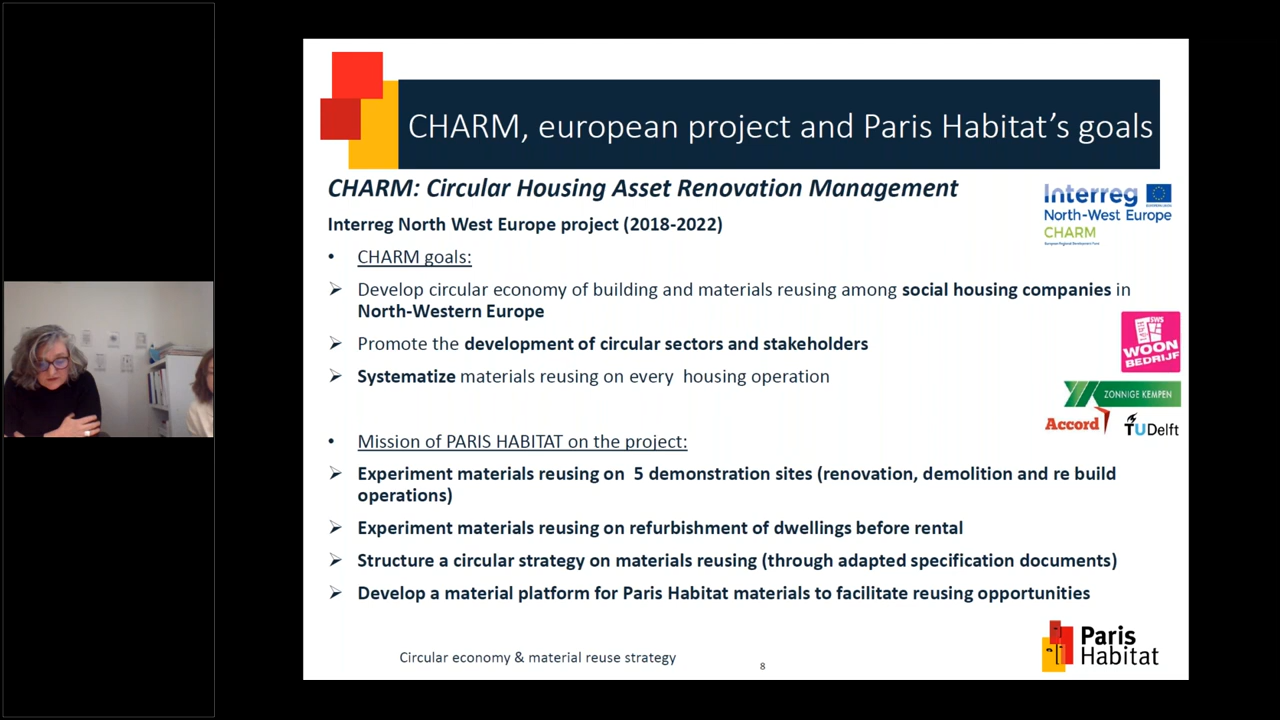 CHARM, european project and Paris Habitat's goals
CHARM: Circular Housing Asset Renovation Management
Interreg North West Europe project (2018-2022)
Interreg
North-West Europe
CHARM
European Regional Development Fund
• CHARM goals:
➢ Develop circular economy of building and materials reusing among social housing companies in
North-Western Europe
➢ Promote the development of circular sectors and stakeholders
➢ Systematize materials reusing on every housing operation
SWS
WOON
BEDRIJF
ZONNIGE KEMPEN
Accord
TUDelft
• Mission of PARIS HABITAT on the project:
➢ Experiment materials reusing on 5 demonstration sites (renovation, demolition and re build
operations)
➢ Experiment materials reusing on refurbishment of dwellings before rental
➢ Structure a circular strategy on materials reusing (through adapted specification documents)
➢ Develop a material platform for Paris Habitat materials to facilitate reusing opportunities
Circular economy & material reuse strategy
8
Paris
Habitat